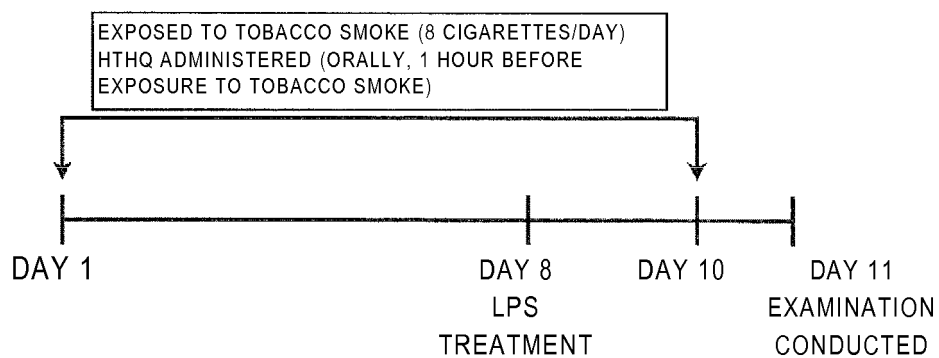 EXPOSED TO TOBACCO SMOKE (8 CIGARETTES/DAY)
HTHQ ADMINISTERED (ORALLY, 1 HOUR BEFORE
EXPOSURE TO TOBACCO SMOKE)
DAY 1
DAY 8
LPS
TREATMENT
DAY 10
DAY 11
EXAMINATION
CONDUCTED